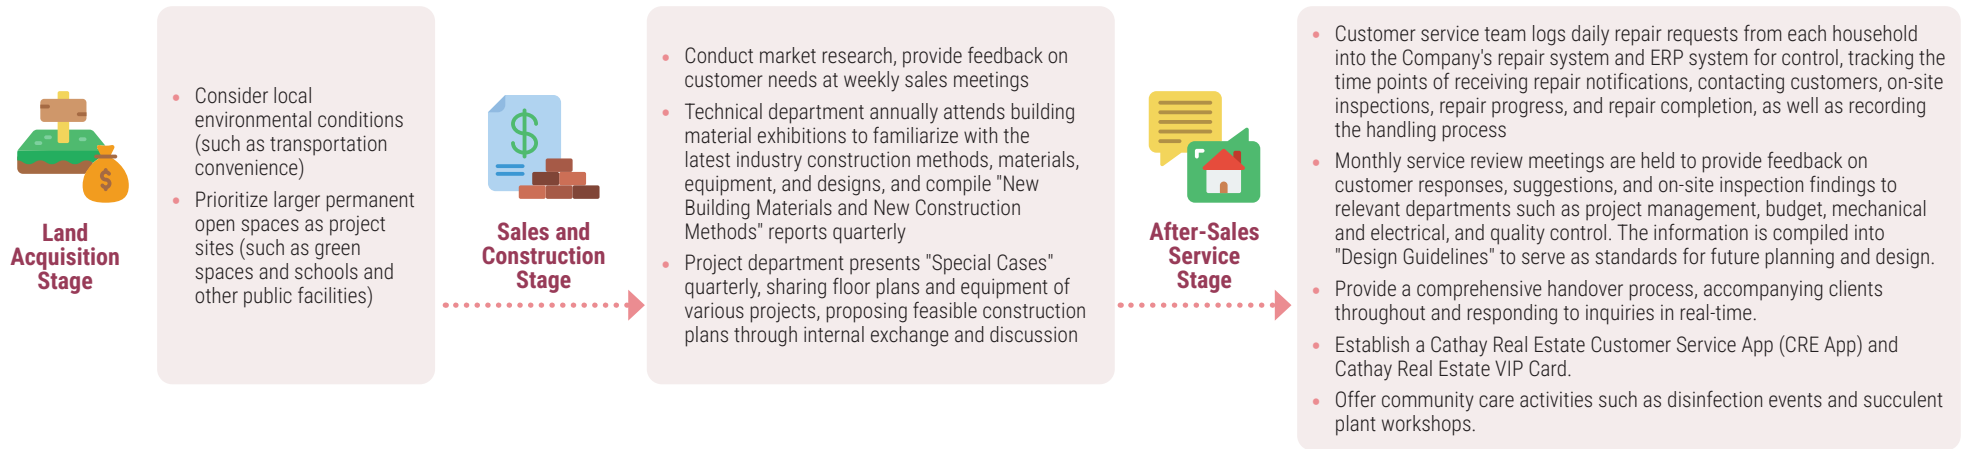 Land
Acquisition
Stage
• Consider local
environmental conditions
(such as transportation
convenience)
• Prioritize larger permanent
open spaces as project
sites (such as green
spaces and schools and
other public facilities)
$
$
Sales and
Construction
Stage
• Conduct market research, provide feedback on
customer needs at weekly sales meetings
• Technical department annually attends building
material exhibitions to familiarize with the
latest industry construction methods, materials,
equipment, and designs, and compile "New
Building Materials and New Construction
Methods" reports quarterly
• Project department presents "Special Cases"
quarterly, sharing floor plans and equipment of
various projects, proposing feasible construction
plans through internal exchange and discussion
After-Sales
Service
Stage
• Customer service team logs daily repair requests from each household
into the Company's repair system and ERP system for control, tracking the
time points of receiving repair notifications, contacting customers, on-site
inspections, repair progress, and repair completion, as well as recording
the handling process
• Monthly service review meetings are held to provide feedback on
customer responses, suggestions, and on-site inspection findings to
relevant departments such as project management, budget, mechanical
and electrical, and quality control. The information is compiled into
"Design Guidelines" to serve as standards for future planning and design.
• Provide a comprehensive handover process, accompanying clients
throughout and responding to inquiries in real-time.
• Establish a Cathay Real Estate Customer Service App (CRE App) and
Cathay Real Estate VIP Card.
• Offer community care activities such as disinfection events and succulent
plant workshops.